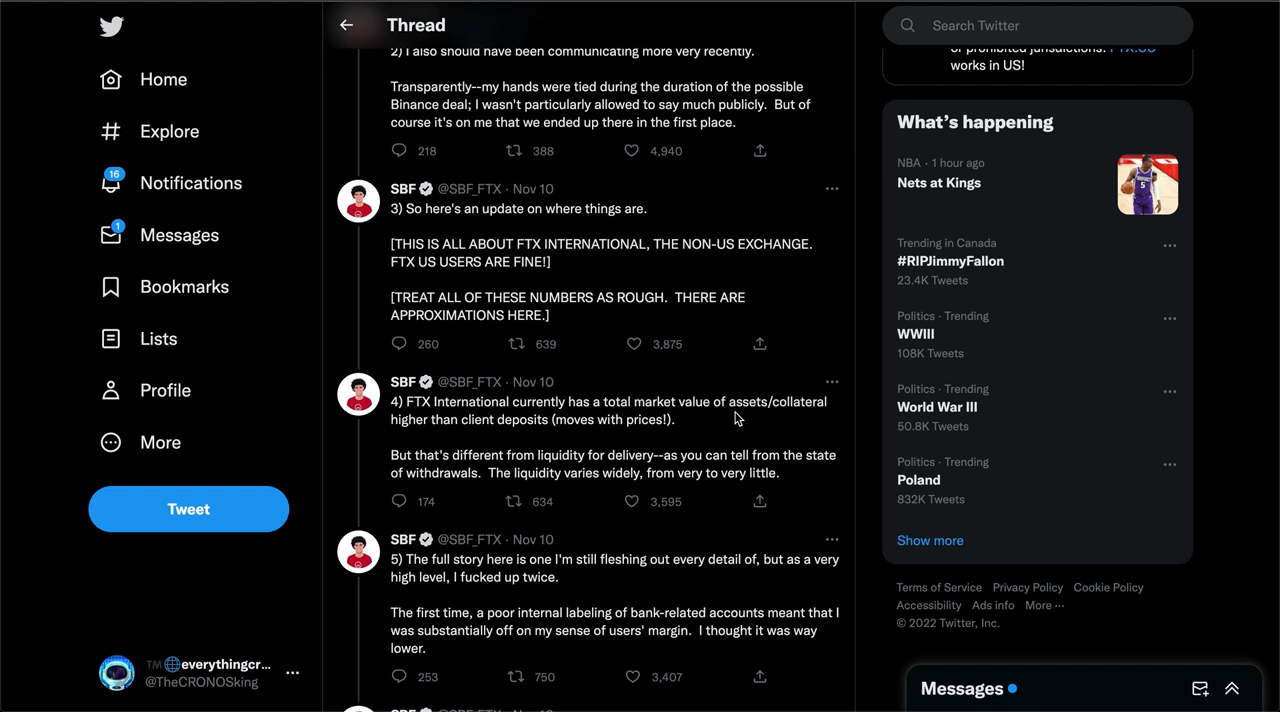 Home
Explore
16
Notifications
1
Messages
Bookmarks
Lists
Profile
More
Tweet
TM🌐everythingcr...
@TheCRONOSking
Thread
2) I also should have been communicating more very recently.
Transparently--my hands were tied during the duration of the possible
Binance deal; I wasn't particularly allowed to say much publicly.  But of
course it's on me that we ended up there in the first place.
218 388 4,940
SBF @SBF_FTX · Nov 10
3) So here's an update on where things are.
[THIS IS ALL ABOUT FTX INTERNATIONAL, THE NON-US EXCHANGE.
FTX US USERS ARE FINE!]
[TREAT ALL OF THESE NUMBERS AS ROUGH.  THERE ARE
APPROXIMATIONS HERE.]
260 639 3,875
SBF @SBF_FTX · Nov 10
4) FTX International currently has a total market value of assets/collateral
higher than client deposits (moves with prices!).
But that's different from liquidity for delivery--as you can tell from the state
of withdrawals.  The liquidity varies widely, from very to very little.
174 634 3,595
SBF @SBF_FTX · Nov 10
5) The full story here is one I'm still fleshing out every detail of, but as a very
high level, I fucked up twice.
The first time, a poor internal labeling of bank-related accounts meant that I
was substantially off on my sense of users' margin.  I thought it was way
lower.
253 750 3,407
SBF @SBF_FTX · Nov 10
Search Twitter
of prohibited jurisdictions. FTX.US
works in US!
What's happening
NBA · 1 hour ago
Nets at Kings
Trending in Canada
#RIPJimmyFallon
23.4K Tweets
Politics · Trending
WWIII
108K Tweets
Politics · Trending
World War III
50.8K Tweets
Politics · Trending
Poland
832K Tweets
Show more
Terms of Service Privacy Policy Cookie Policy
Accessibility Ads info More ···
© 2022 Twitter, Inc.
Messages